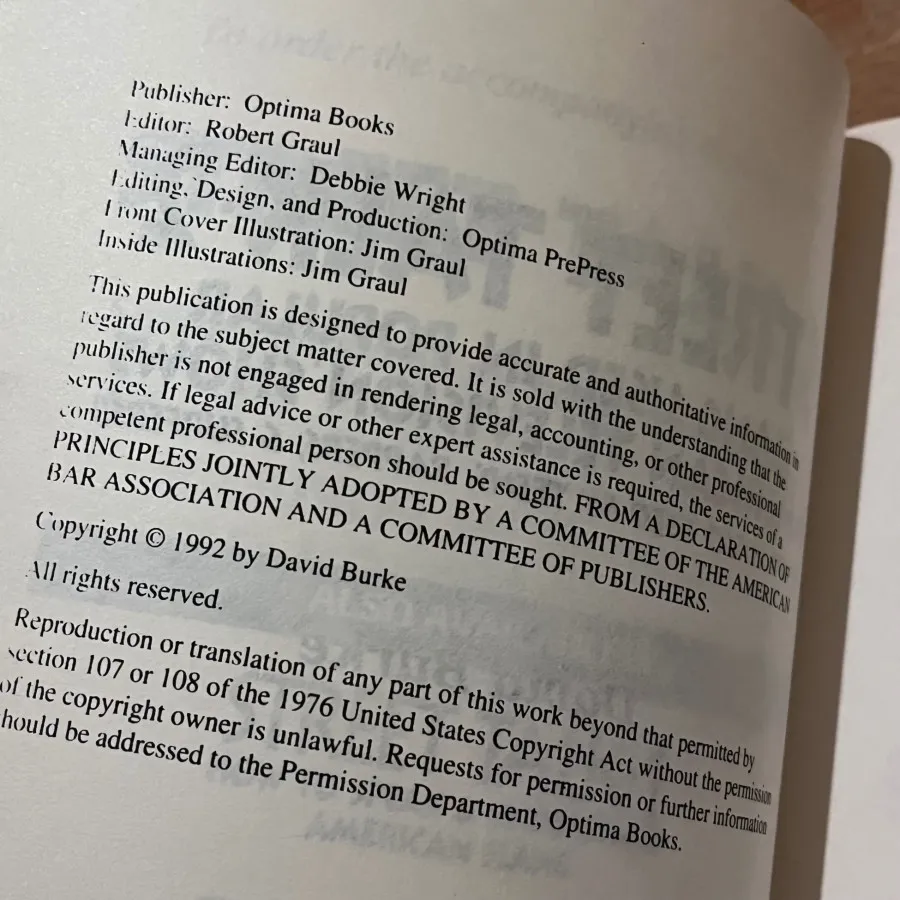 Publisher: Optima Books
Editor: Robert Graul
Managing Editor: Debbie Wright
Editing, Design, and Production: Optima PrePress
Front Cover Illustration: Jim Graul
Inside Illustrations: Jim Graul
This publication is designed to provide accurate and authoritative information in
regard to the subject matter covered. It is sold with the understanding that the
publisher is not engaged in rendering legal, accounting, or other professional
services. If legal advice or other expert assistance is required, the services of a
competent professional person should be sought. FROM A DECLARATION OF
PRINCIPLES JOINTLY ADOPTED BY A COMMITTEE OF THE AMERICAN
BAR ASSOCIATION AND A COMMITTEE OF PUBLISHERS.
Copyright © 1992 by David Burke
All rights reserved.
Reproduction or translation of any part of this work beyond that permitted by
section 107 or 108 of the 1976 United States Copyright Act without the permission
of the copyright owner is unlawful. Requests for permission or further information
should be addressed to the Permission Department, Optima Books.